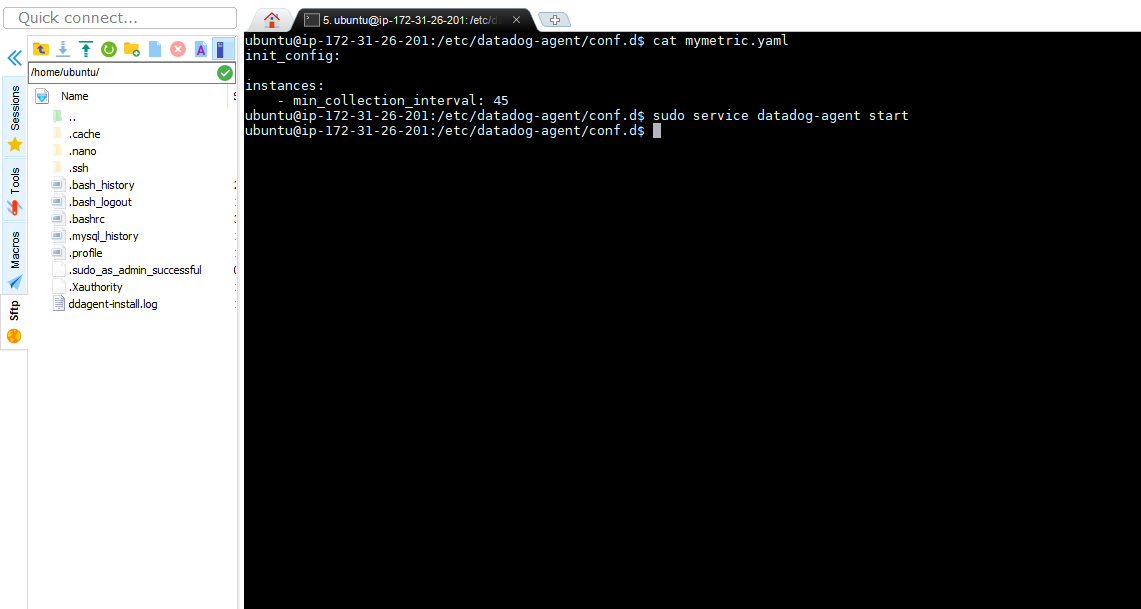 Quick connect...
5. ubuntu@ip-172-31-26-201:/etc/d
/home/ubuntu/
Name
..
.cache
.nano
.ssh
.bash_history
.bash_logout
.bashrc
.mysql_history
.profile
.sudo_as_admin_successful
.Xauthority
ddagent-install.log
Sessions
Tools
Macros
Sftp
ubuntu@ip-172-31-26-201:/etc/datadog-agent/conf.d$ cat mymetric.yaml
init_config:
instances:
    - min_collection_interval: 45
ubuntu@ip-172-31-26-201:/etc/datadog-agent/conf.d$ sudo service datadog-agent start
ubuntu@ip-172-31-26-201:/etc/datadog-agent/conf.d$